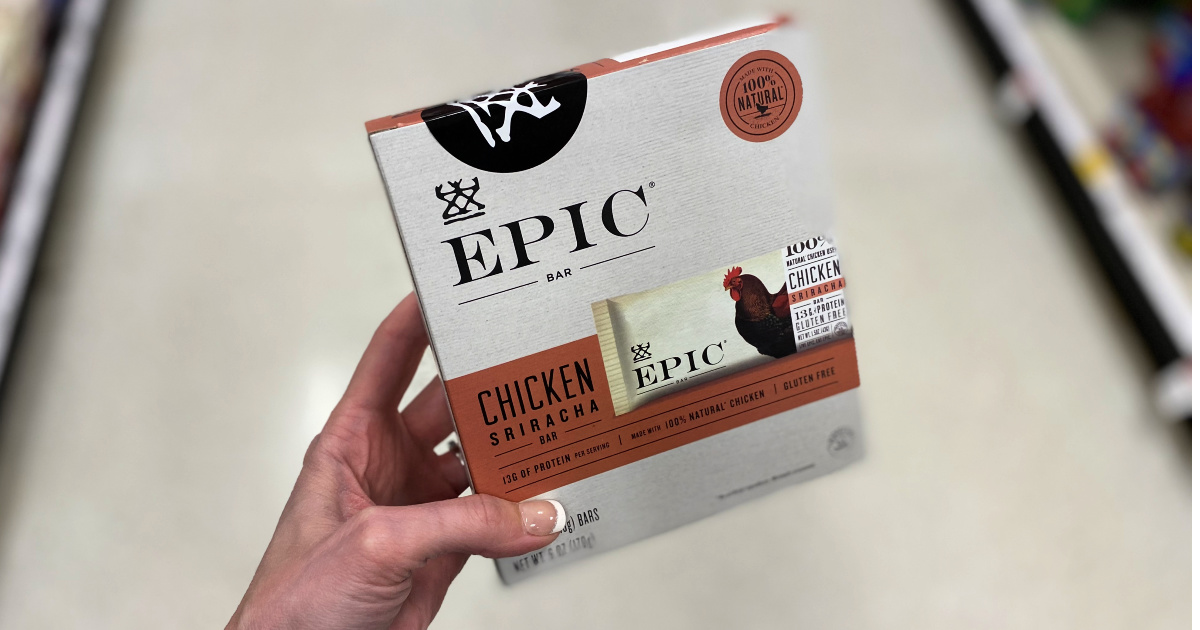 MADE WITH
100%
NATURAL*
CHICKEN
EPIC®
BAR
100%
NATURAL CHICKEN
CHICKEN
SRIRACHA
BAR
13g PROTEIN
GLUTEN FREE
EPIC®
BAR
CHICKEN
SRIRACHA
BAR
13G OF PROTEIN PER SERVING | MADE WITH 100% NATURAL* CHICKEN | GLUTEN FREE
BARS
NET WT 6 OZ (170g)